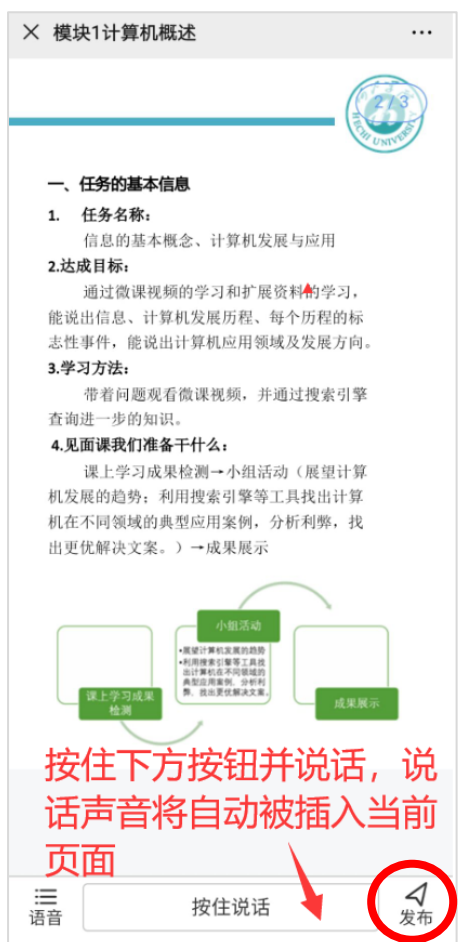 × 模块1计算机概述 ...
2 / 3
HECHI UNIVERSITY
一、任务的基本信息
1. 任务名称：
信息的基本概念、计算机发展与应用
2.达成目标：
通过微课视频的学习和扩展资料的学习，
能说出信息、计算机发展历程、每个历程的标
志性事件，能说出计算机应用领域及发展方向。
3.学习方法：
带着问题观看微课视频，并通过搜索引擎
查询进一步的知识。
4.见面课我们准备干什么：
课上学习成果检测→小组活动（展望计算
机发展的趋势；利用搜索引擎等工具找出计算
机在不同领域的典型应用案例，分析利弊，找
出更优解决文案。）→成果展示
小组活动
•展望计算机发展的趋势
•利用搜索引擎等工具找
出计算机在不同领域的
典型应用案例，分析利
弊，找出更优解决文案。
课上学习成果
检测
成果展示
按住下方按钮并说话，说
话声音将自动被插入当前
页面
语音
按住说话
发布